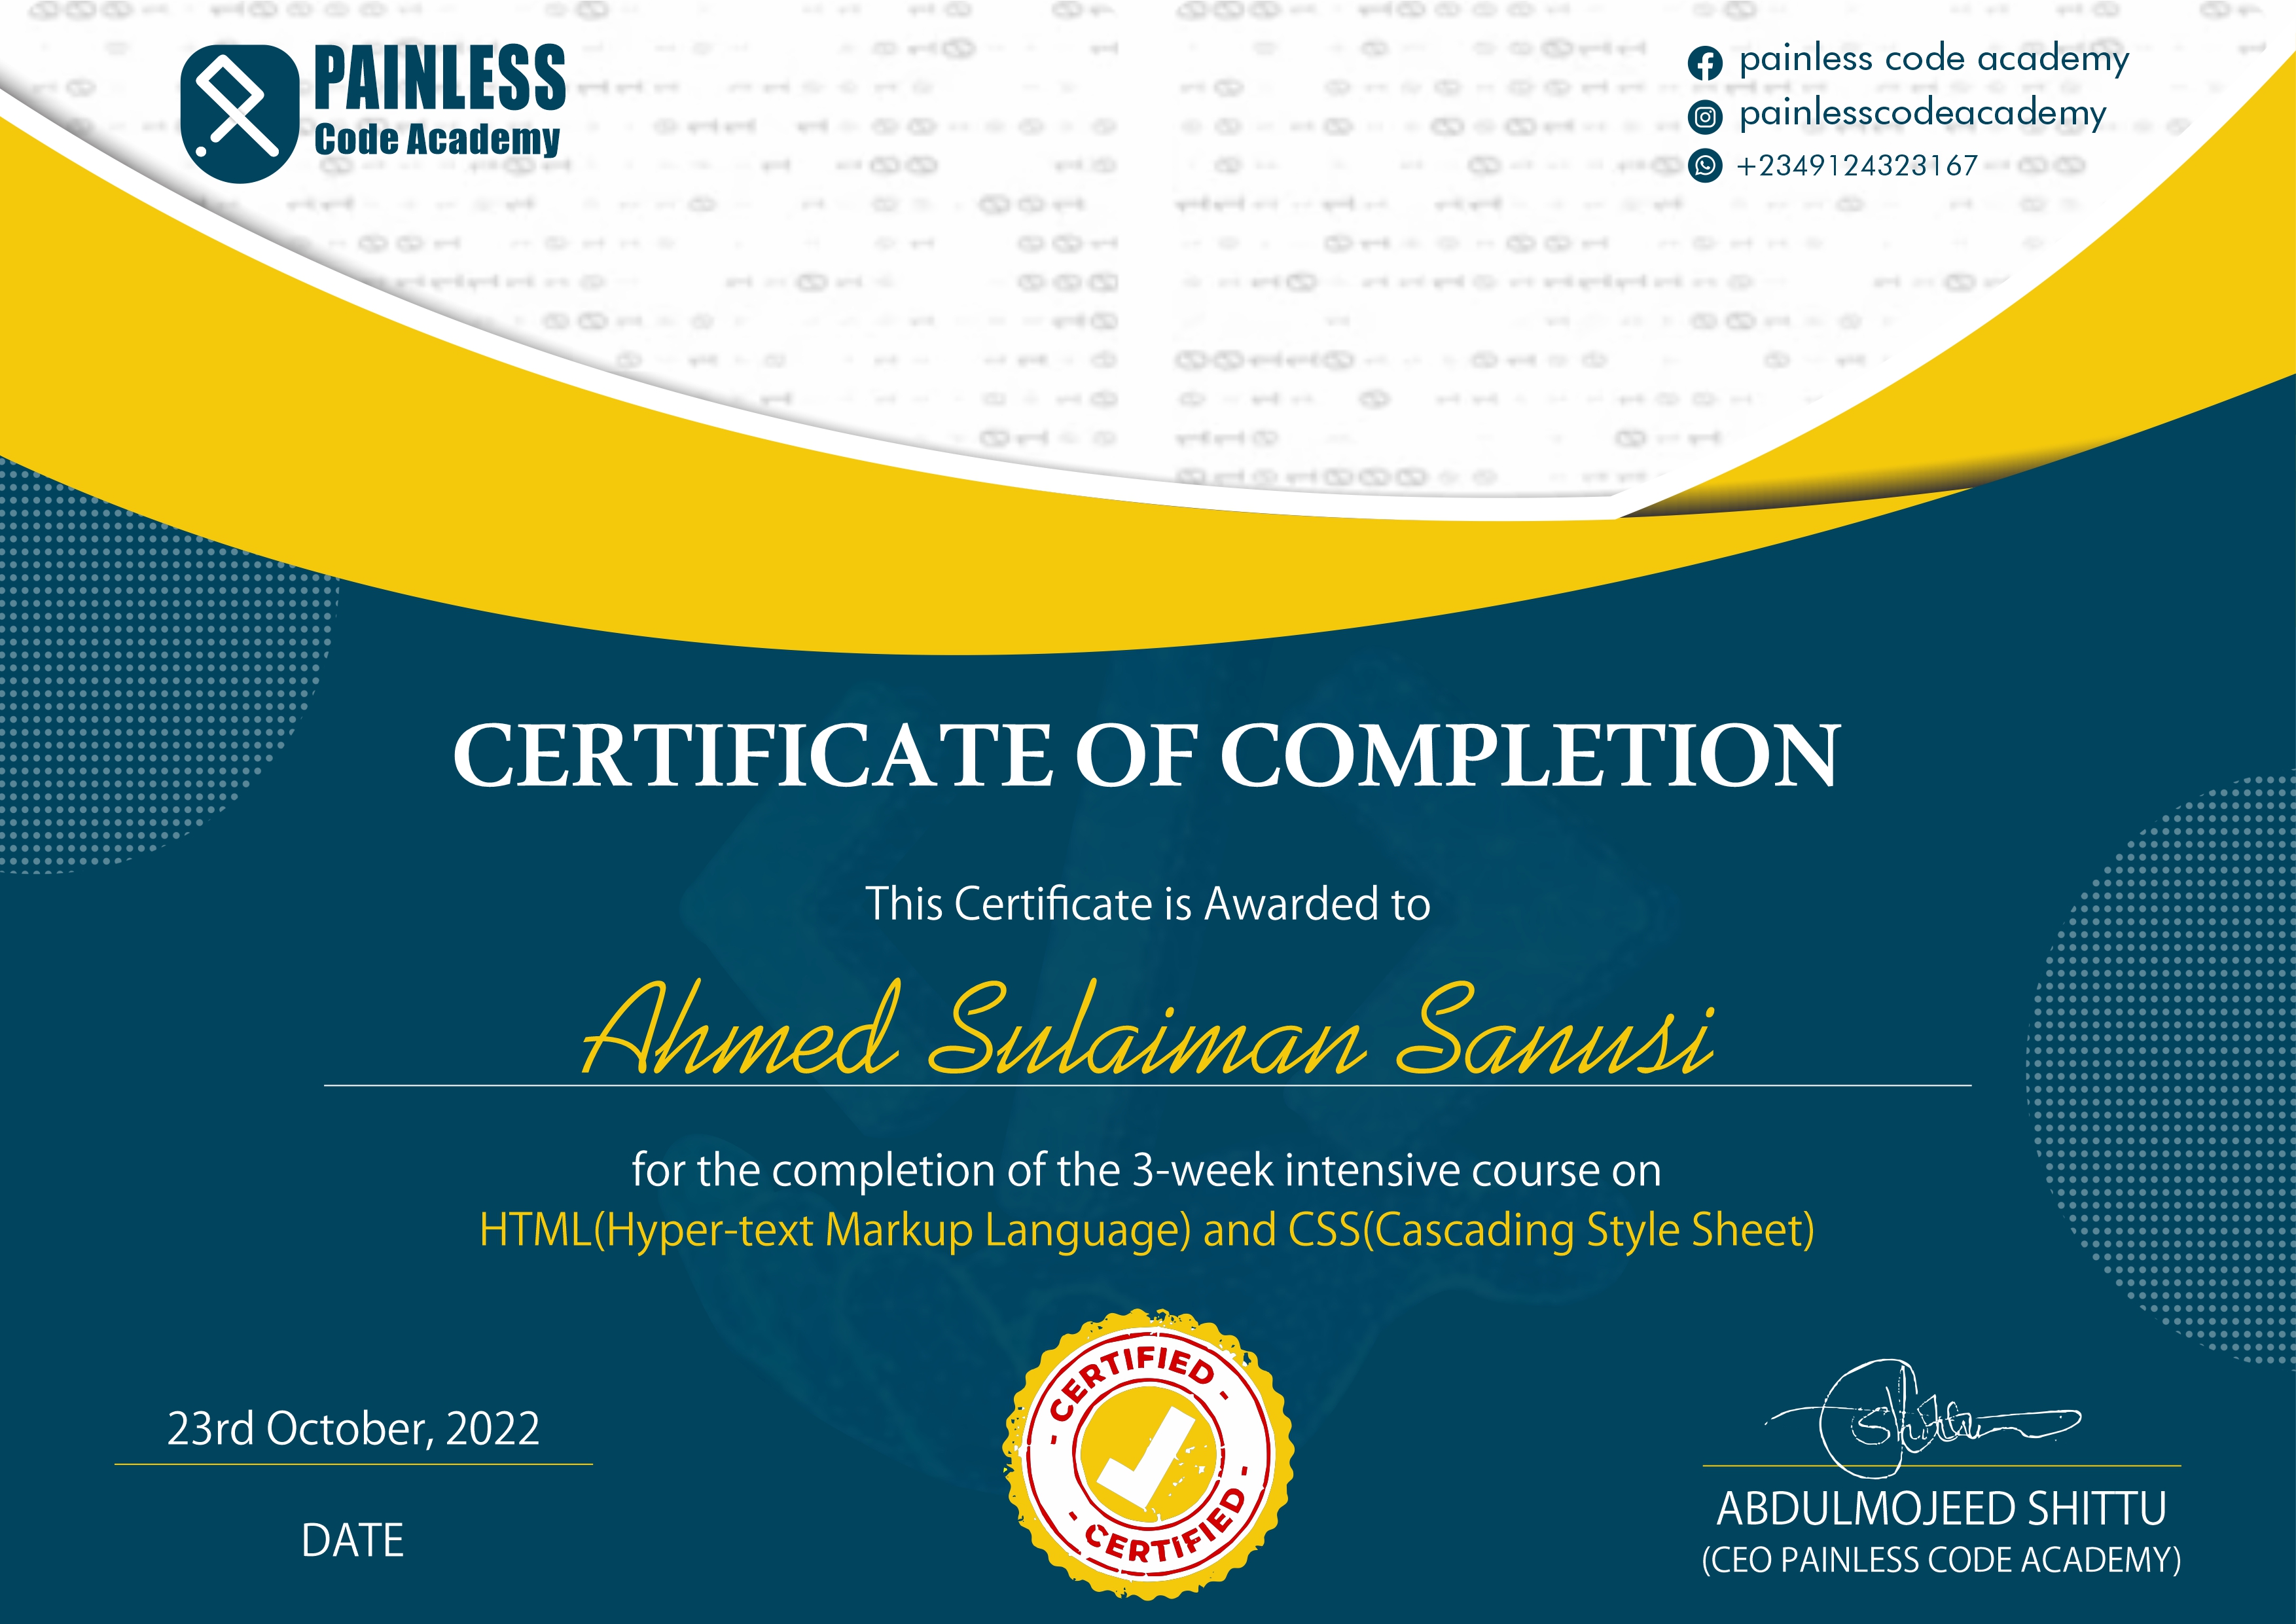 PAINLESS
Code Academy
painless code academy
painlesscodeacademy
+2349124323167
CERTIFICATE OF COMPLETION
This Certificate is Awarded to
Ahmed Sulaiman Sanusi
for the completion of the 3-week intensive course on
HTML(Hyper-text Markup Language) and CSS(Cascading Style Sheet)
- CERTIFIED -
- CERTIFIED -
23rd October, 2022
DATE
Shittu
ABDULMOJEED SHITTU
(CEO PAINLESS CODE ACADEMY)